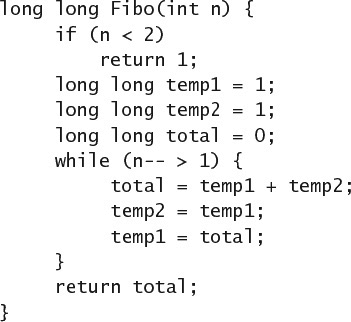 long long Fibo(int n) {
     if (n < 2)
         return 1;
     long long temp1 = 1;
     long long temp2 = 1;
     long long total = 0;
     while (n-- > 1) {
          total = temp1 + temp2;
          temp2 = temp1;
          temp1 = total;
     }
     return total;
}